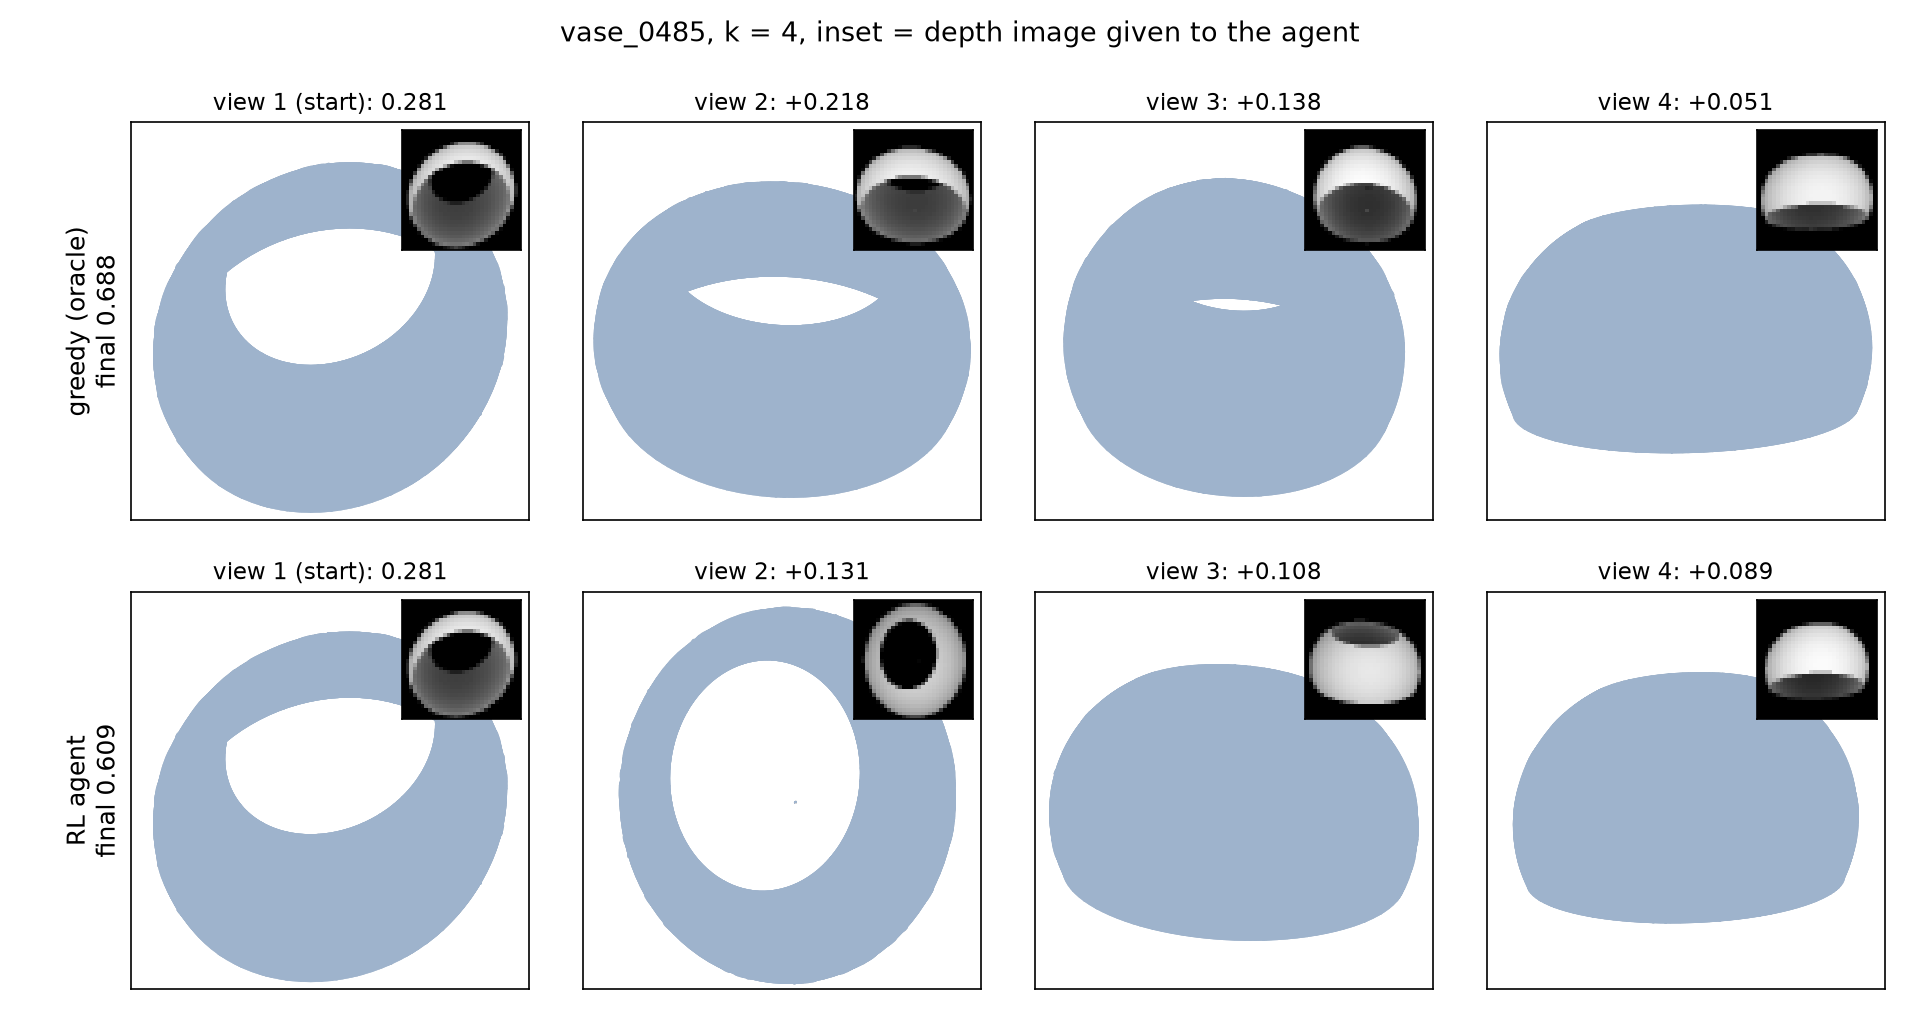 vase_0485, k = 4, inset = depth image given to the agent
view 1 (start): 0.281
view 2: +0.218
view 3: +0.138
view 4: +0.051
greedy (oracle)
final 0.688
view 1 (start): 0.281
view 2: +0.131
view 3: +0.108
view 4: +0.089
RL agent
final 0.609